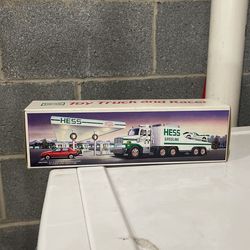 Toy Truck and Racer
HESS
HESS
GASOLINE